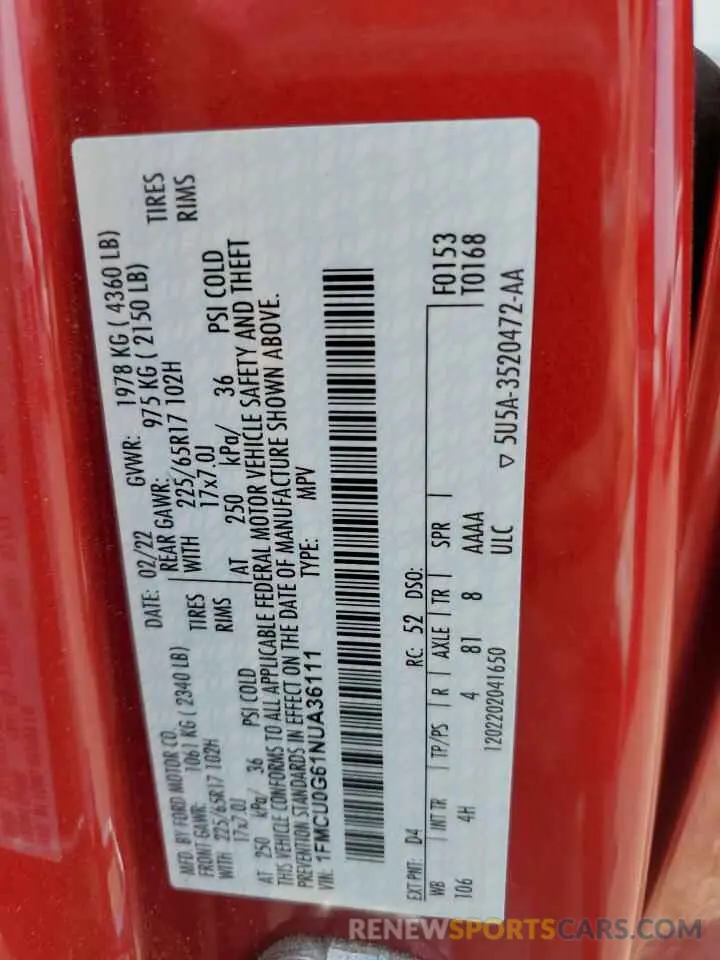 MFD. BY FORD MOTOR CO.
DATE: 02/22 GVWR: 1978 KG ( 4360 LB)
FRONT GAWR: 1061 KG ( 2340 LB) REAR GAWR: 975 KG ( 2150 LB)
WITH 225/65R17 102H TIRES WITH 225/65R17 102H TIRES
17x7.0J RIMS 17x7.0J RIMS
AT 250 kPa/ 36 PSI COLD AT 250 kPa/ 36 PSI COLD
THIS VEHICLE CONFORMS TO ALL APPLICABLE FEDERAL MOTOR VEHICLE SAFETY AND THEFT
PREVENTION STANDARDS IN EFFECT ON THE DATE OF MANUFACTURE SHOWN ABOVE.
VIN: 1FMCU0G61NUA36111 TYPE: MPV
EXT PNT: D4 RC: 52 DSO: F0153
WB INT TR TP/PS R AXLE TR SPR T0168
106 4H 4 81 8 AAAA
1202202041650 ULC ▽ 5U5A-3520472-AA
RENEWSPORTSCARS.COM